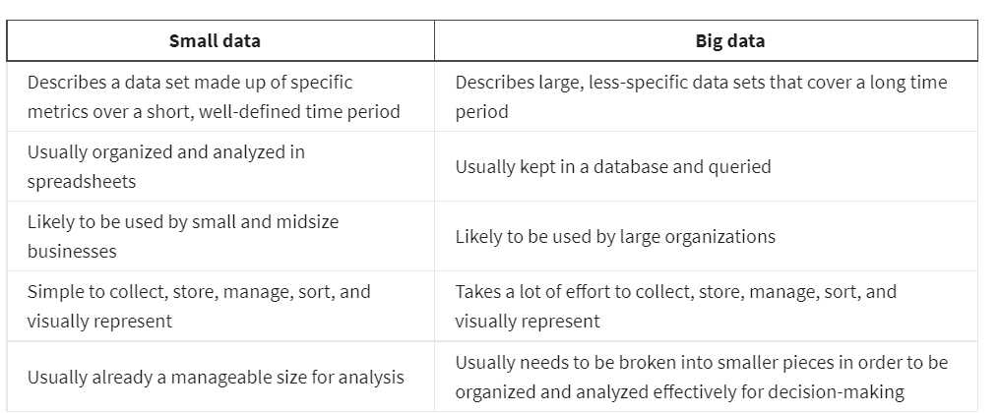 Small data
Big data
Describes a data set made up of specific
metrics over a short, well-defined time period
Describes large, less-specific data sets that cover a long time
period
Usually organized and analyzed in
spreadsheets
Usually kept in a database and queried
Likely to be used by small and midsize
businesses
Likely to be used by large organizations
Simple to collect, store, manage, sort, and
visually represent
Takes a lot of effort to collect, store, manage, sort, and
visually represent
Usually already a manageable size for analysis
Usually needs to be broken into smaller pieces in order to be
organized and analyzed effectively for decision-making